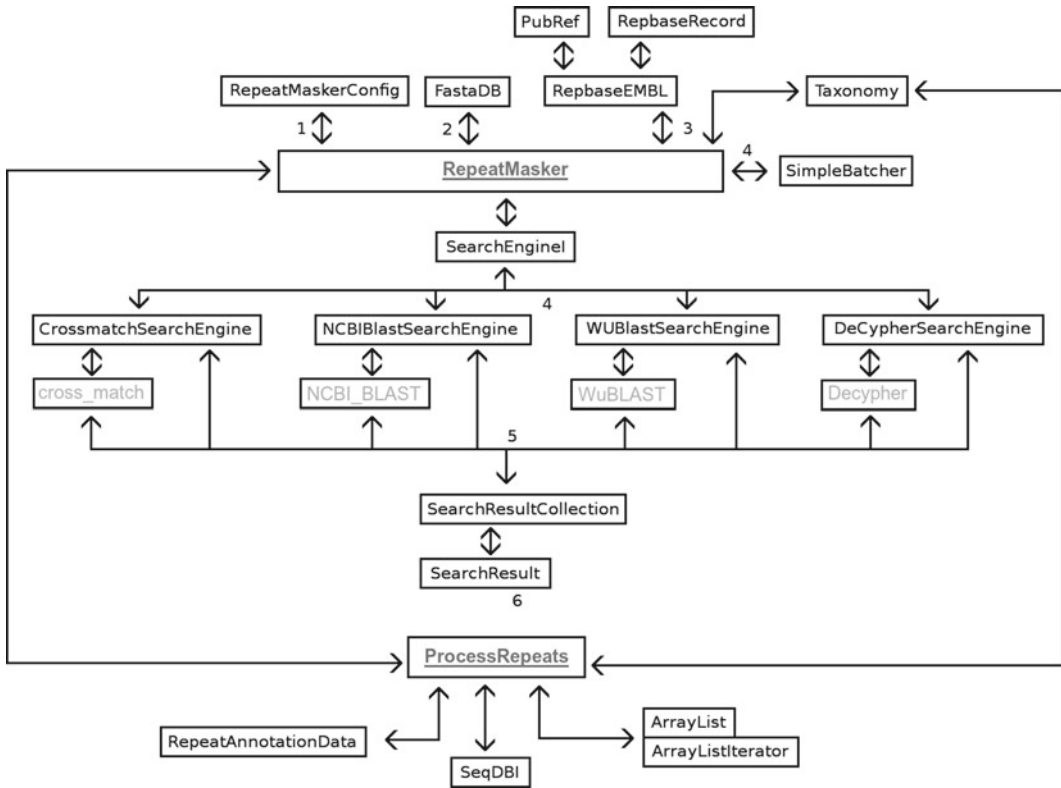 PubRef
RepbaseRecord
RepeatMaskerConfig
FastaDB
RepbaseEMBL
Taxonomy
1
2
3
4
RepeatMasker
SimpleBatcher
SearchEngineI
4
CrossmatchSearchEngine
NCBIBlastSearchEngine
WUBlastSearchEngine
DeCypherSearchEngine
cross_match
NCBI_BLAST
WuBLAST
Decypher
5
SearchResultCollection
SearchResult
6
ProcessRepeats
ArrayList
RepeatAnnotationData
ArrayListIterator
SeqDBI